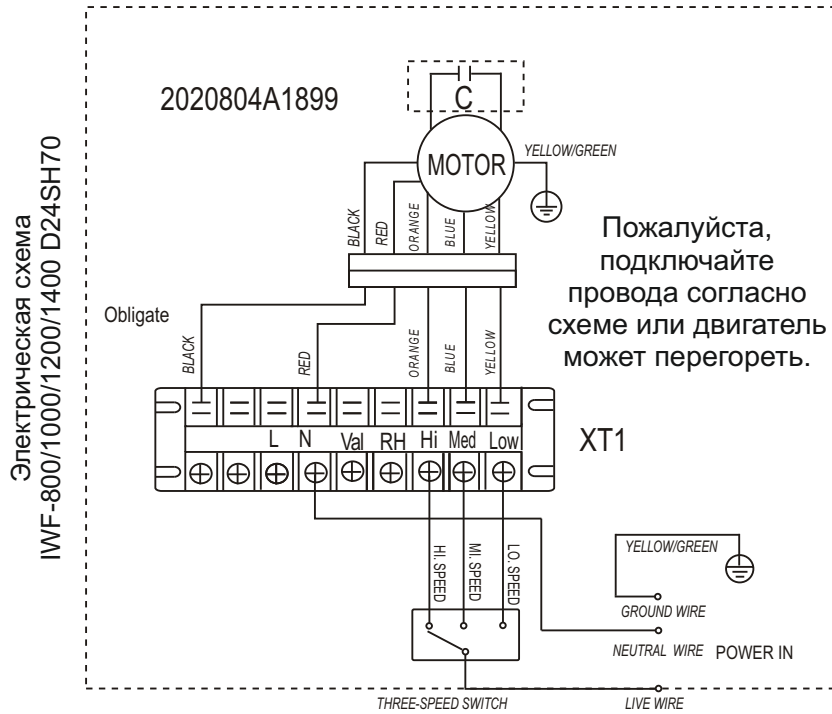 Электрическая схема
IWF-800/1000/1200/1400 D24SH70
2020804A1899
C
MOTOR
YELLOW/GREEN
BLACK
RED
ORANGE
BLUE
YELLOW
Пожалуйста,
подключайте
провода согласно
схеме или двигатель
может перегореть.
Obligate
BLACK
RED
ORANGE
BLUE
YELLOW
L N Val RH Hi Med Low
XT1
HI. SPEED
MI. SPEED
LO. SPEED
YELLOW/GREEN
GROUND WIRE
NEUTRAL WIRE
POWER IN
THREE-SPEED SWITCH
LIVE WIRE